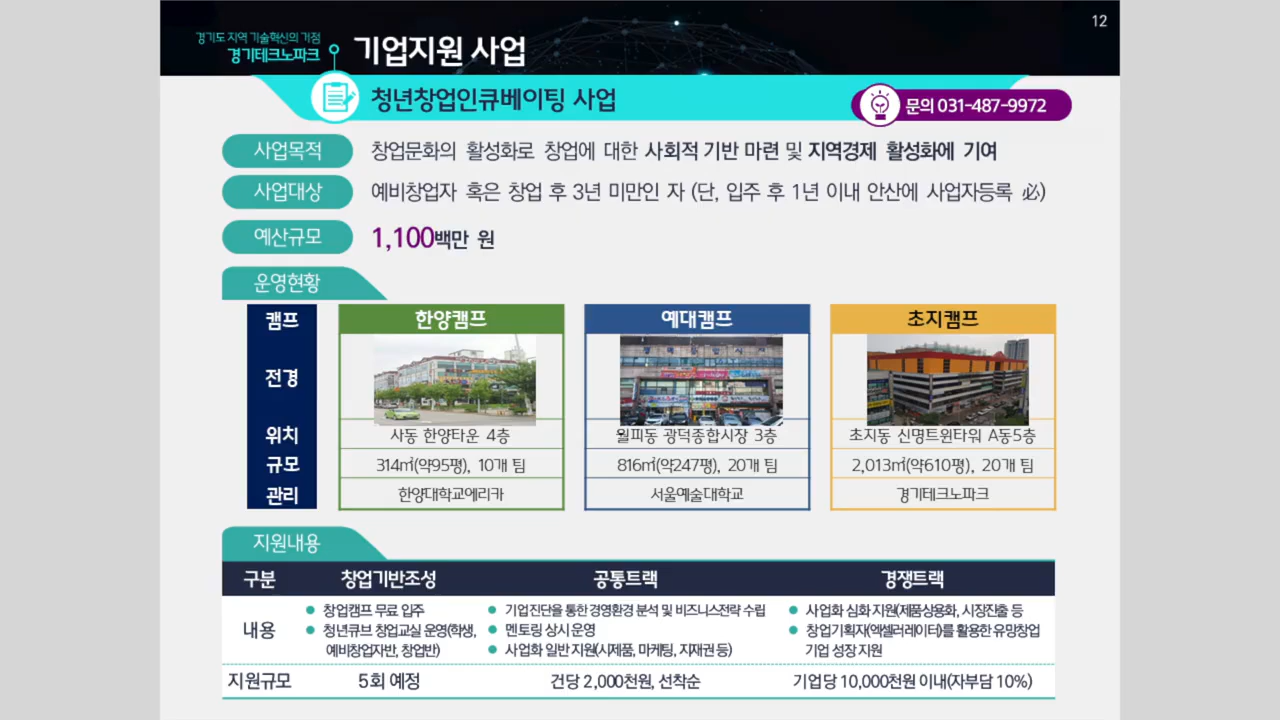 12
경기도 지역 기술혁신의 거점
경기테크노파크
기업지원 사업
청년창업인큐베이팅 사업
문의 031-487-9972
사업목적
창업문화의 활성화로 창업에 대한 사회적 기반 마련 및 지역경제 활성화에 기여
사업대상
예비창업자 혹은 창업 후 3년 미만인 자 (단, 입주 후 1년 이내 안산에 사업자등록 必)
예산규모
1,100백만 원
운영현황
캠프 한양캠프 예대캠프 초지캠프
전경
위치 사동 한양타운 4층 월피동 광덕종합시장 3층 초지동 신명트윈타워 A동5층
규모 314㎡(약95평), 10개 팀 816㎡(약247평), 20개 팀 2,013㎡(약610평), 20개 팀
관리 한양대학교에리카 서울예술대학교 경기테크노파크
지원내용
구분 창업기반조성 공통트랙 경쟁트랙
내용
● 창업캠프 무료 입주
● 청년큐브 창업교실 운영(학생,
예비창업자반, 창업반)
● 기업진단을 통한 경영환경 분석 및 비즈니스전략 수립
● 멘토링 상시 운영
● 사업화 일반 지원(시제품, 마케팅, 지재권 등)
● 사업화 심화 지원(제품상용화, 시장진출 등
● 창업기획자(엑셀러레이터)를 활용한 유망창업
기업 성장 지원
지원규모 5회 예정 건당 2,000천원, 선착순 기업당 10,000천원 이내(자부담 10%)